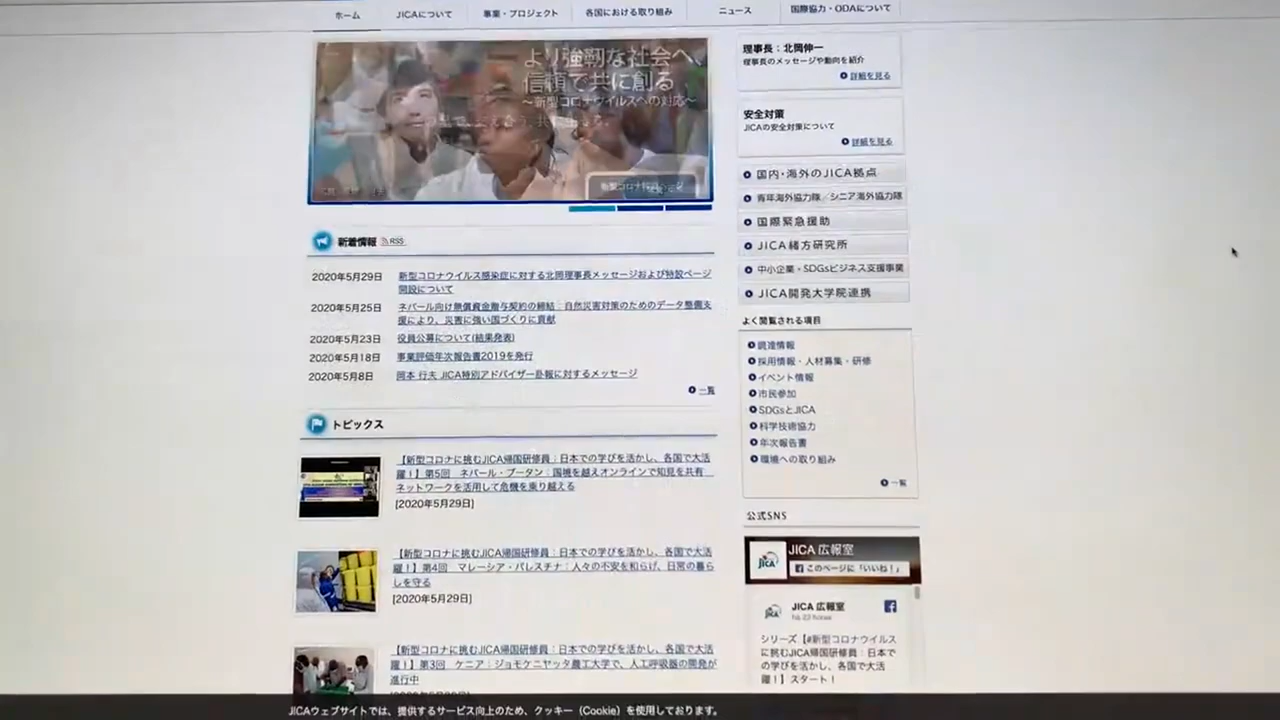 ホーム
JICAについて
事業・プロジェクト
各国における取り組み
ニュース
国際協力・ODAについて
より強靭な社会へ、
信頼で共に創る
～新型コロナウイルスへの対応～
理事長：北岡伸一
理事長のメッセージや動向を紹介
詳細を見る
安全対策
JICAの安全対策について
詳細を見る
国内・海外のJICA拠点
青年海外協力隊／シニア海外協力隊
国際緊急援助
JICA緒方研究所
中小企業・SDGsビジネス支援事業
JICA開発大学院連携
よく閲覧される項目
調達情報
採用情報・人材募集・研修
イベント情報
市民参加
SDGsとJICA
科学技術協力
年次報告書
環境への取り組み
一覧
公式SNS
JICA 広報室
このページに「いいね！」
JICA 広報室
há 22 horas
シリーズ【#新型コロナウイルス
に挑むJICA帰国研修員：日本で
の学びを活かし、各国で大活
躍！】スタート！
新着情報 RSS
2020年5月29日 新型コロナウイルス感染症に対する北岡理事長メッセージおよび特設ページ
開設について
2020年5月25日 ネパール向け無償資金贈与契約の締結：自然災害対策のためのデータ整備支
援により、災害に強い国づくりに貢献
2020年5月23日 役員公募について(結果発表)
2020年5月18日 事業評価年次報告書2019を発行
2020年5月8日 岡本 行夫 JICA特別アドバイザー訃報に対するメッセージ
一覧
トピックス
【新型コロナに挑むJICA帰国研修員：日本での学びを活かし、各国で大活
躍！】第5回 ネパール・ブータン：国境を越えオンラインで知見を共有
ネットワークを活用して危機を乗り越える
[2020年5月29日]
【新型コロナに挑むJICA帰国研修員：日本での学びを活かし、各国で大活
躍！】第4回 マレーシア・パレスチナ：人々の不安を和らげ、日常の暮ら
しを守る
[2020年5月29日]
【新型コロナに挑むJICA帰国研修員：日本での学びを活かし、各国で大活
躍！】第3回 ケニア：ジョモケニヤッタ農工大学で、人工呼吸器の開発が
進行中
JICAウェブサイトでは、提供するサービス向上のため、クッキー（Cookie）を使用しております。